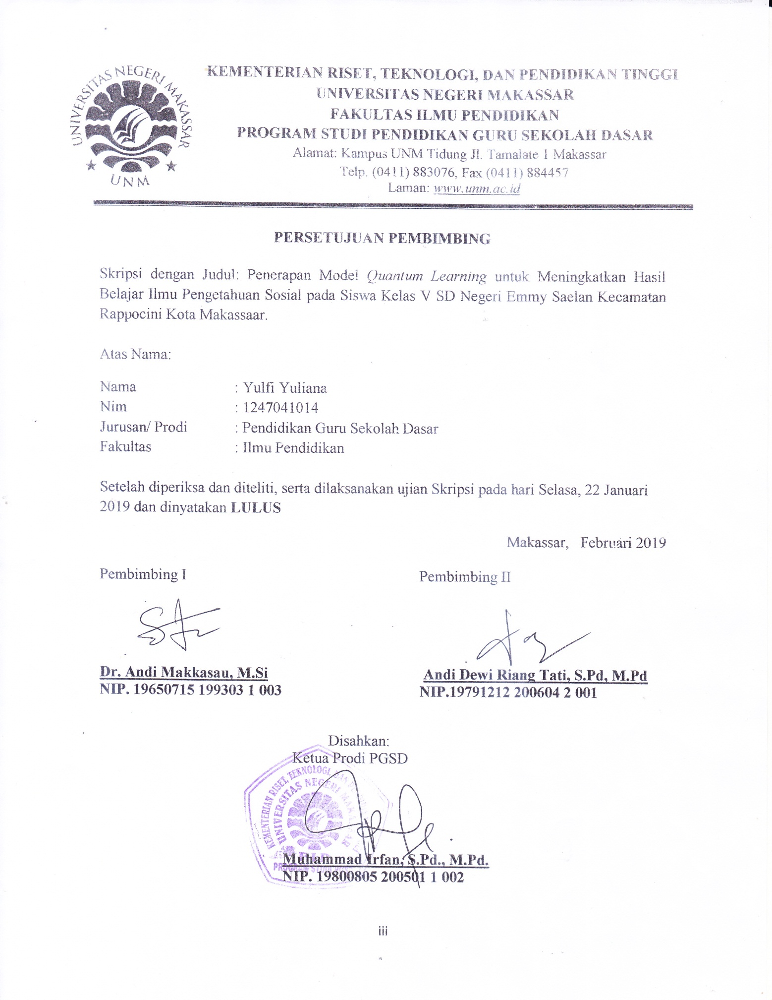 UNIVERSITAS NEGERI MAKASSAR
UNM
KEMENTERIAN RISET, TEKNOLOGI, DAN PENDIDIKAN TINGGI
UNIVERSITAS NEGERI MAKASSAR
FAKULTAS ILMU PENDIDIKAN
PROGRAM STUDI PENDIDIKAN GURU SEKOLAH DASAR
Alamat: Kampus UNM Tidung Jl. Tamalate 1 Makassar
Telp. (0411) 883076, Fax (0411) 884457
Laman: www.unm.ac.id
PERSETUJUAN PEMBIMBING
Skripsi dengan Judul: Penerapan Model Quantum Learning untuk Meningkatkan Hasil
Belajar Ilmu Pengetahuan Sosial pada Siswa Kelas V SD Negeri Emmy Saelan Kecamatan
Rappocini Kota Makassaar.
Atas Nama:
Nama : Yulfi Yuliana
Nim : 1247041014
Jurusan/ Prodi : Pendidikan Guru Sekolah Dasar
Fakultas : Ilmu Pendidikan
Setelah diperiksa dan diteliti, serta dilaksanakan ujian Skripsi pada hari Selasa, 22 Januari
2019 dan dinyatakan LULUS
Makassar, Februari 2019
Pembimbing I Pembimbing II
Dr. Andi Makkasau, M.Si Andi Dewi Riang Tati, S.Pd, M.Pd
NIP. 19650715 199303 1 003 NIP.19791212 200604 2 001
Disahkan:
Ketua Prodi PGSD
KEMENTERIAN RISET, TEKNOLOGI, DAN
UNIVERSITAS NEGERI MAKASSAR
PROGRAM STUDI
Muhammad Irfan, S.Pd., M.Pd.
NIP. 19800805 200501 1 002
iii